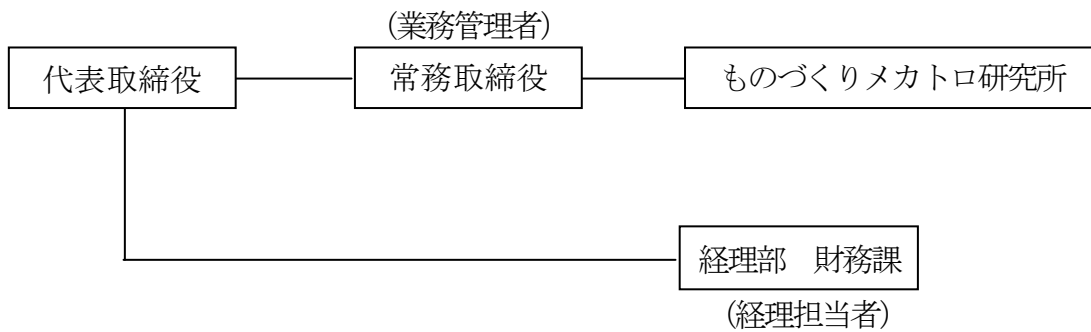 (業務管理者)
代表取締役
常務取締役
ものづくりメカトロ研究所
経理部　財務課
(経理担当者)